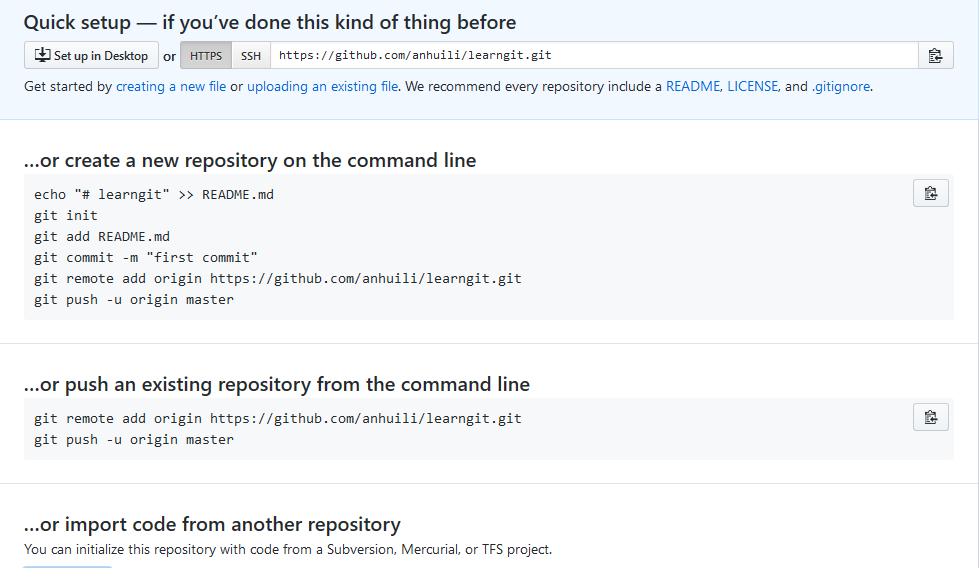 Quick setup — if you’ve done this kind of thing before
Set up in Desktop or HTTPS SSH https://github.com/anhuili/learngit.git
Get started by creating a new file or uploading an existing file. We recommend every repository include a README, LICENSE, and .gitignore.
…or create a new repository on the command line
echo "# learngit" >> README.md
git init
git add README.md
git commit -m "first commit"
git remote add origin https://github.com/anhuili/learngit.git
git push -u origin master
…or push an existing repository from the command line
git remote add origin https://github.com/anhuili/learngit.git
git push -u origin master
…or import code from another repository
You can initialize this repository with code from a Subversion, Mercurial, or TFS project.